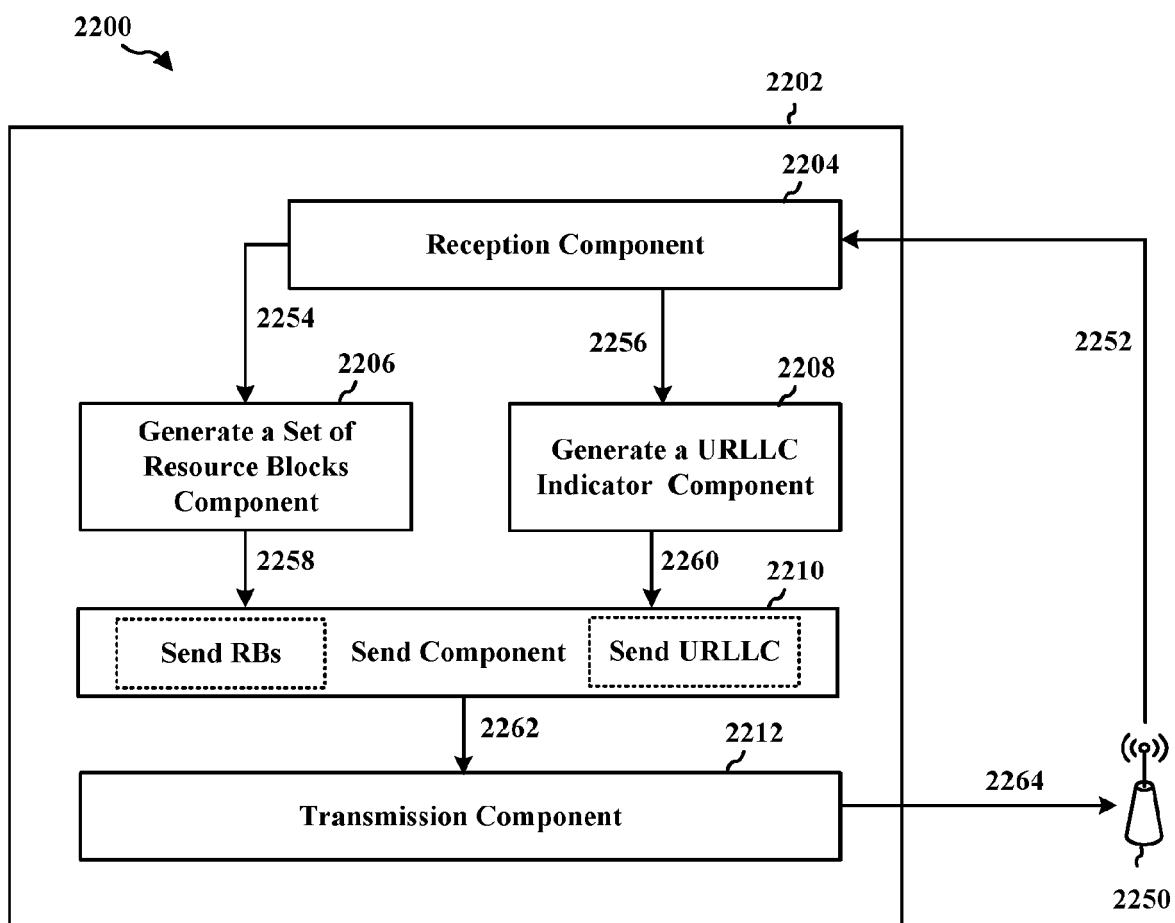 2200
2202
2204
Reception Component
2254
2256
2252
2206
2208
Generate a Set of
Resource Blocks
Component
Generate a URLLC
Indicator Component
2258
2260
2210
Send RBs
Send Component
Send URLLC
2262
2212
Transmission Component
2264
2250